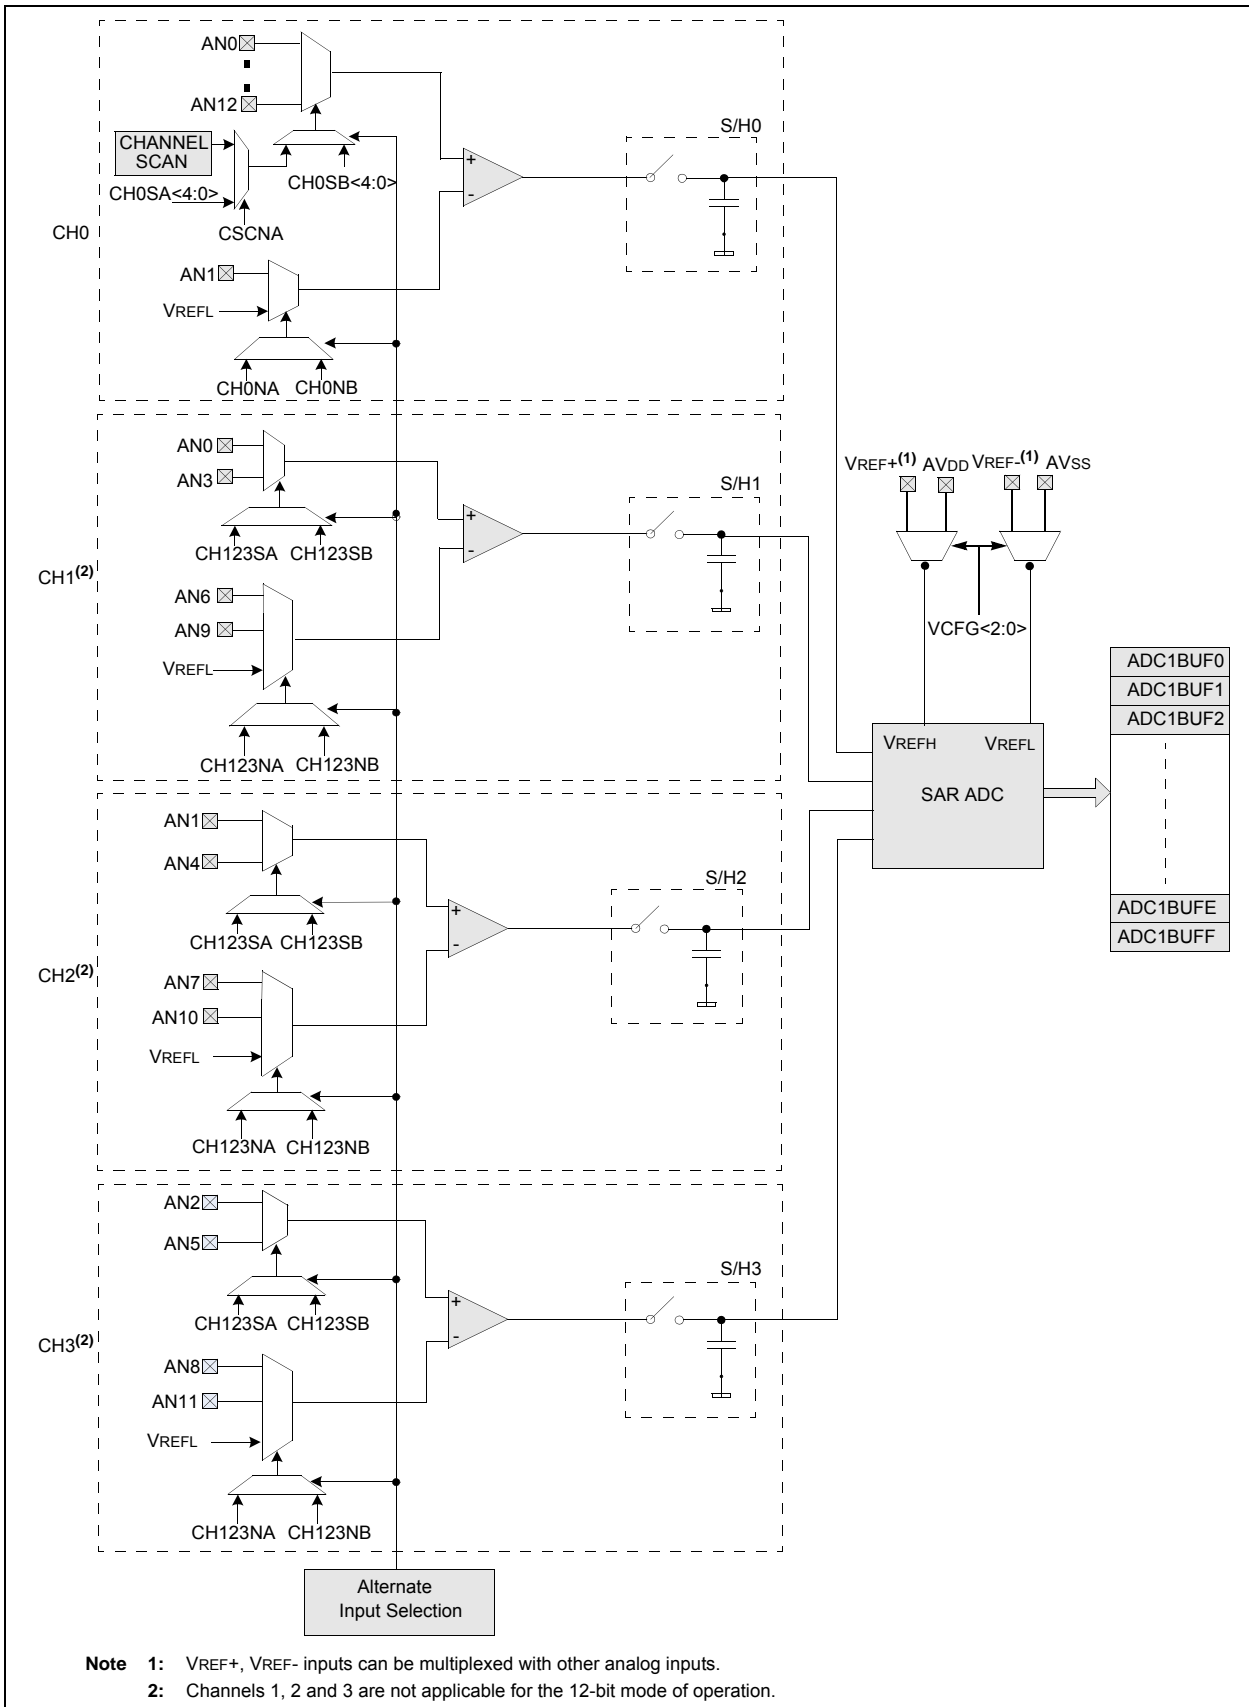 AN0
AN12
CHANNEL
SCAN
CH0SA<4:0>
CH0SB<4:0>
CSCNA
CH0
AN1
VREFL
CH0NA CH0NB
+
-
S/H0
AN0
AN3
CH123SA CH123SB
CH1(2)
AN6
AN9
VREFL
CH123NA CH123NB
+
-
S/H1
VREF+(1) AVDD VREF-(1) AVSS
VCFG<2:0>
VREFH VREFL
SAR ADC
ADC1BUF0
ADC1BUF1
ADC1BUF2
ADC1BUFE
ADC1BUFF
AN1
AN4
CH123SA CH123SB
CH2(2)
AN7
AN10
VREFL
CH123NA CH123NB
+
-
S/H2
AN2
AN5
CH123SA CH123SB
CH3(2)
AN8
AN11
VREFL
CH123NA CH123NB
+
-
S/H3
Alternate
Input Selection
Note 1: VREF+, VREF- inputs can be multiplexed with other analog inputs.
2: Channels 1, 2 and 3 are not applicable for the 12-bit mode of operation.